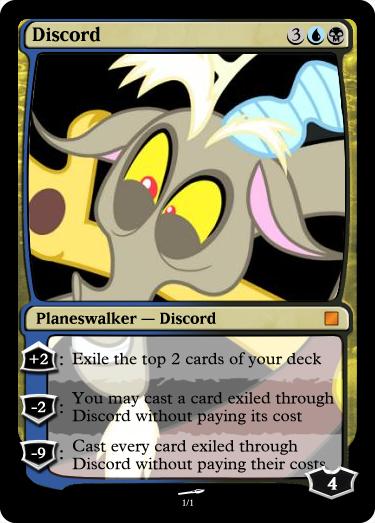 Discord 3
Planeswalker — Discord
+2: Exile the top 2 cards of your deck
-2: You may cast a card exiled through
Discord without paying its cost
-9: Cast every card exiled through
Discord without paying their costs
4
1/1